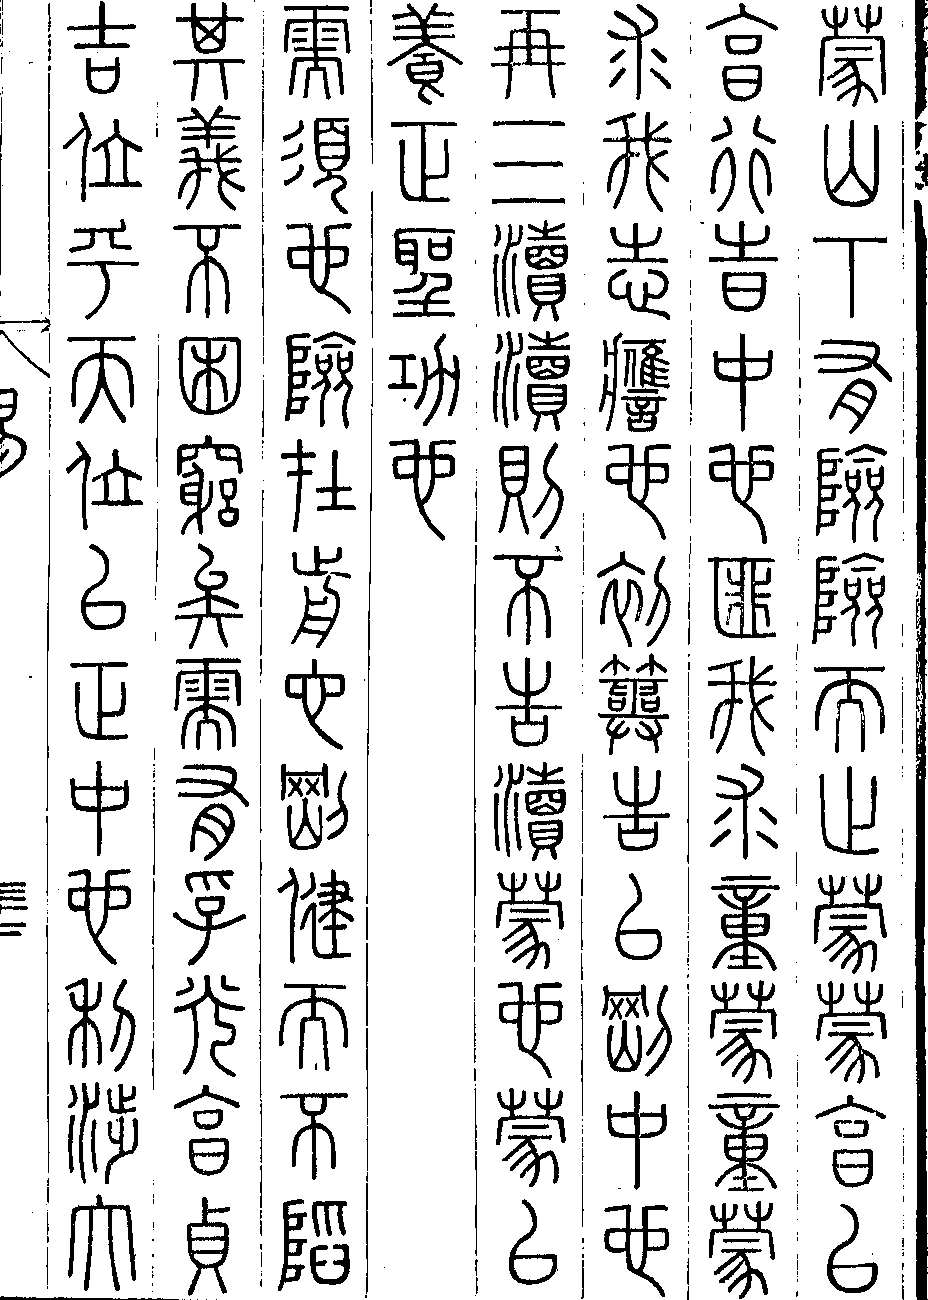 蒙山下有險險而止蒙蒙亨以
亨行旹中也匪我求童蒙童蒙
求我志譍也初筮告以剛中也
再三瀆瀆則不告瀆蒙也蒙以
養正聖功也
需須也險在前也剛健而不陷
其義不困窮矣需有孚光亨貞
吉位乎天位以正中也利涉大